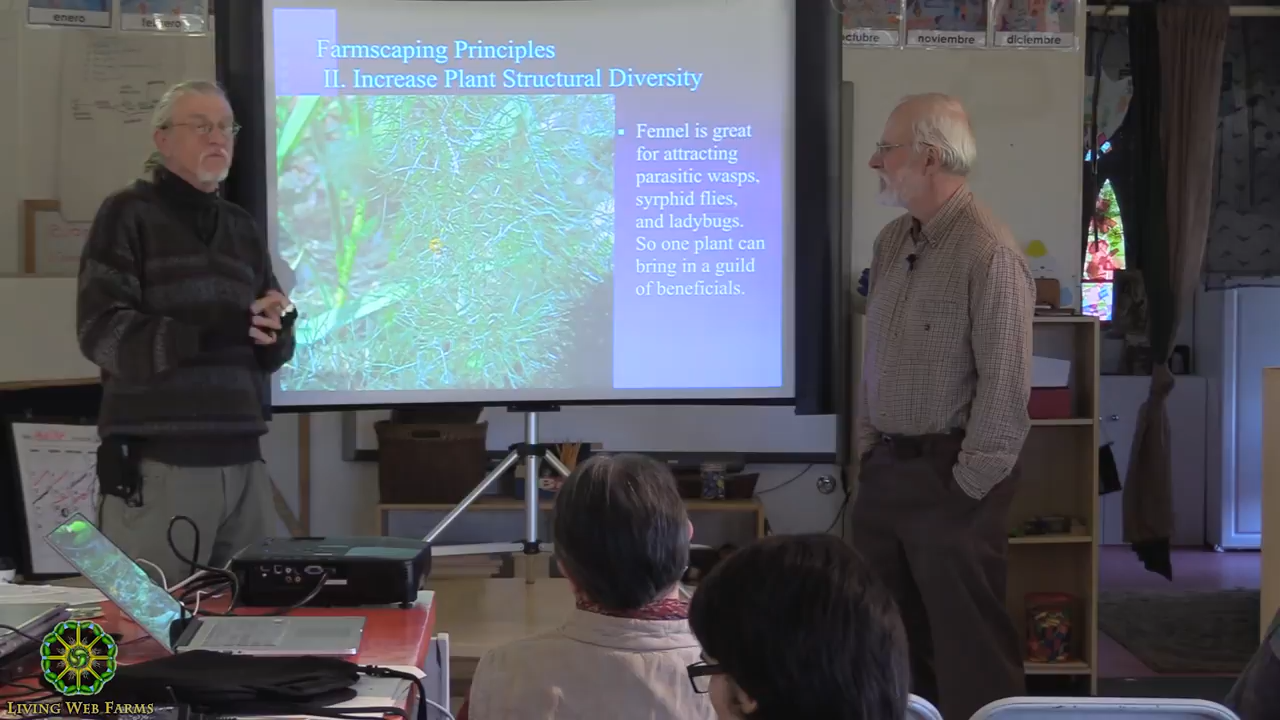 enero
febrero
octubre
noviembre
diciembre
Farmscaping Principles
II. Increase Plant Structural Diversity
Fennel is great
for attracting
parasitic wasps,
syrphid flies,
and ladybugs.
So one plant can
bring in a guild
of beneficials.
LIVING WEB FARMS